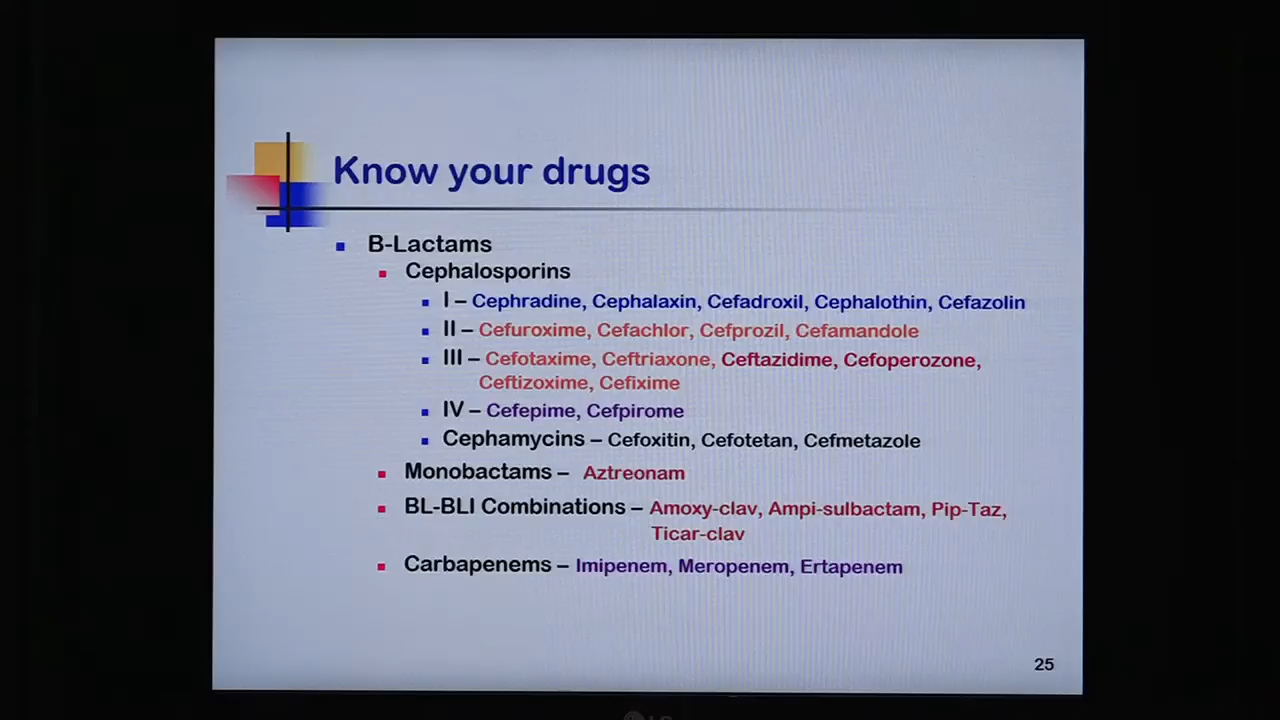 Know your drugs
B-Lactams
Cephalosporins
I – Cephradine, Cephalaxin, Cefadroxil, Cephalothin, Cefazolin
II – Cefuroxime, Cefachlor, Cefprozil, Cefamandole
III – Cefotaxime, Ceftriaxone, Ceftazidime, Cefoperozone,
Ceftizoxime, Cefixime
IV – Cefepime, Cefpirome
Cephamycins – Cefoxitin, Cefotetan, Cefmetazole
Monobactams – Aztreonam
BL-BLI Combinations – Amoxy-clav, Ampi-sulbactam, Pip-Taz,
Ticar-clav
Carbapenems – Imipenem, Meropenem, Ertapenem
25